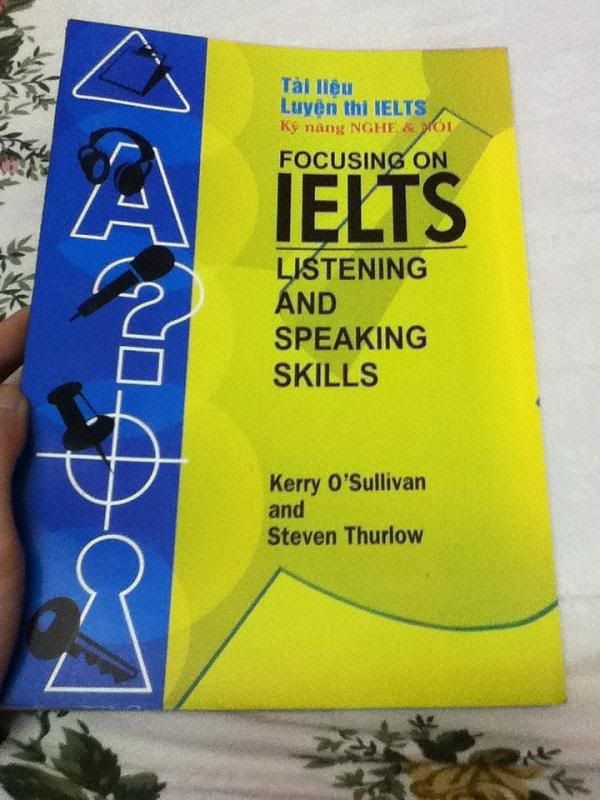 Tài liệu
Luyện thi IELTS
Kỹ năng NGHE & NÓI
FOCUSING ON
IELTS
LISTENING
AND
SPEAKING
SKILLS
Kerry O'Sullivan
and
Steven Thurlow